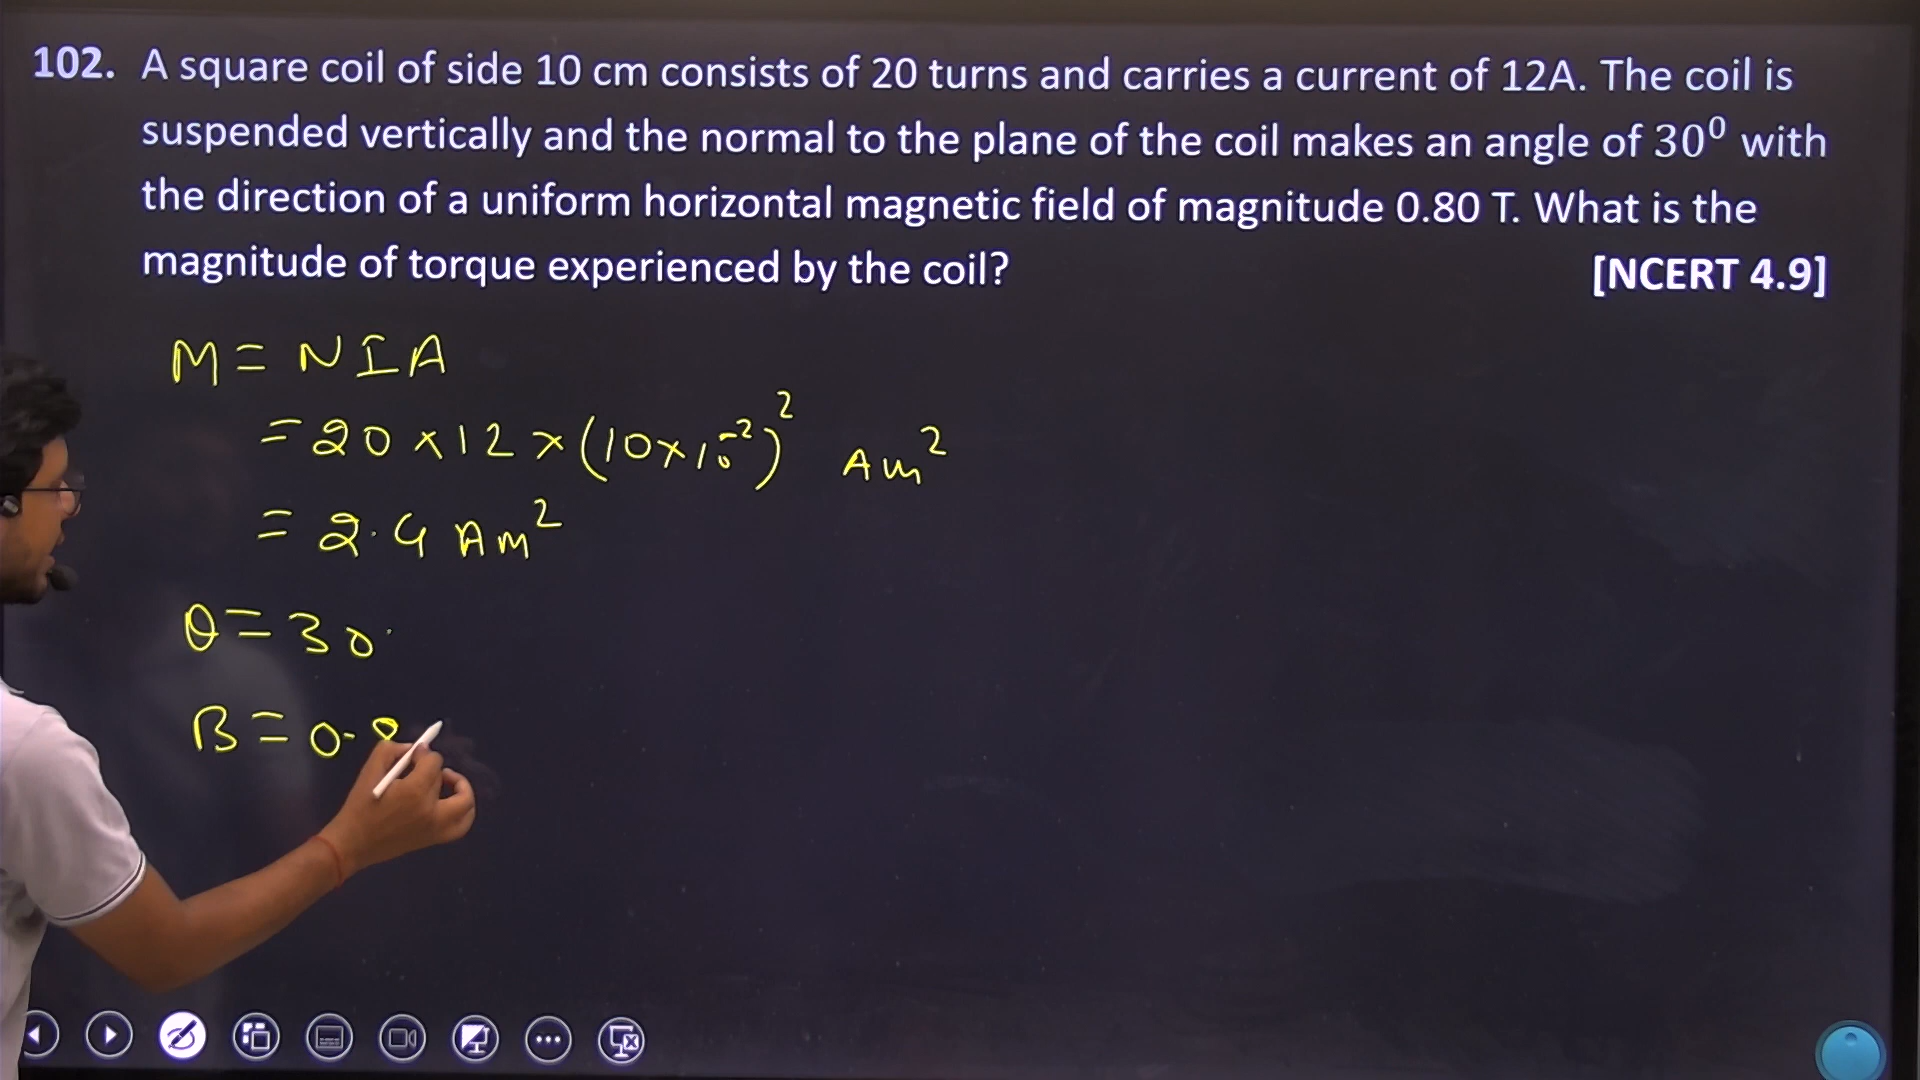 102. A square coil of side 10 cm consists of 20 turns and carries a current of 12A. The coil is
suspended vertically and the normal to the plane of the coil makes an angle of 30⁰ with
the direction of a uniform horizontal magnetic field of magnitude 0.80 T. What is the
magnitude of torque experienced by the coil? [NCERT 4.9]
M = NIA
= 20 × 12 × (10×10⁻²)² Am²
= 2.4 Am²
θ = 30°
B = 0.8